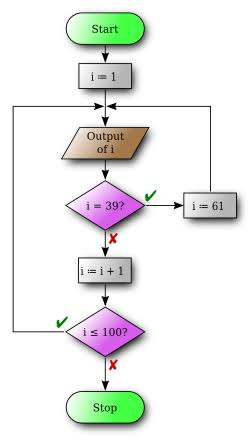 Start
i ≔ 1
Output
of i
i = 39?
i ≔ 61
i ≔ i + 1
i ≤ 100?
Stop